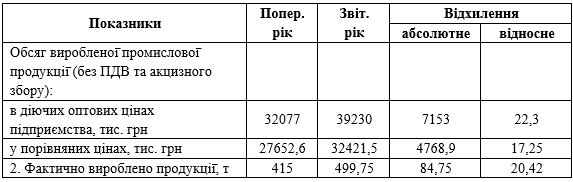 Показники Попер. рік Звіт. рік Відхилення
абсолютне відносне
Обсяг виробленої промислової
продукції (без ПДВ та акцизного
збору):
в діючих оптових цінах
підприємства, тис. грн 32077 39230 7153 22,3
у порівняних цінах, тис. грн 27652,6 32421,5 4768,9 17,25
2. Фактично вироблено продукції, т 415 499,75 84,75 20,42